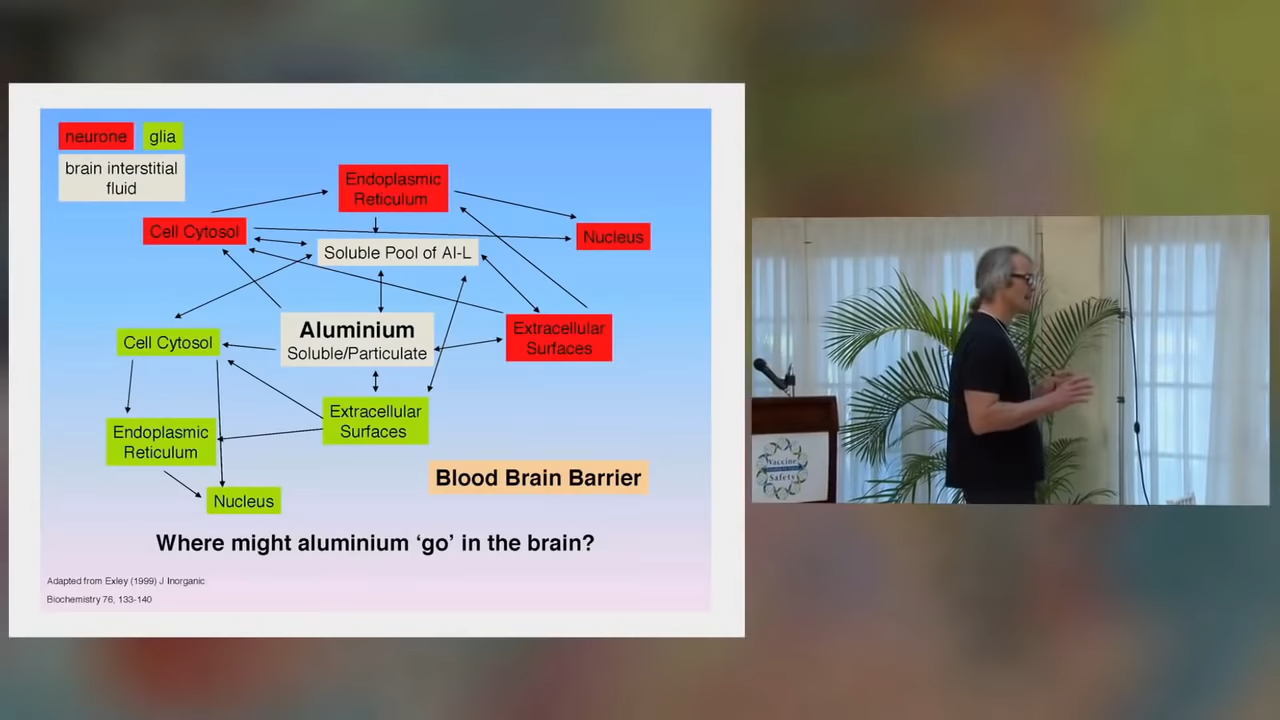 neurone
glia
brain interstitial
fluid
Endoplasmic
Reticulum
Cell Cytosol
Nucleus
Soluble Pool of Al-L
Aluminium
Soluble/Particulate
Extracellular
Surfaces
Cell Cytosol
Extracellular
Surfaces
Endoplasmic
Reticulum
Nucleus
Blood Brain Barrier
Where might aluminium ‘go’ in the brain?
Adapted from Exley (1999) J Inorganic
Biochemistry 76, 133-140
Vaccine
Safety